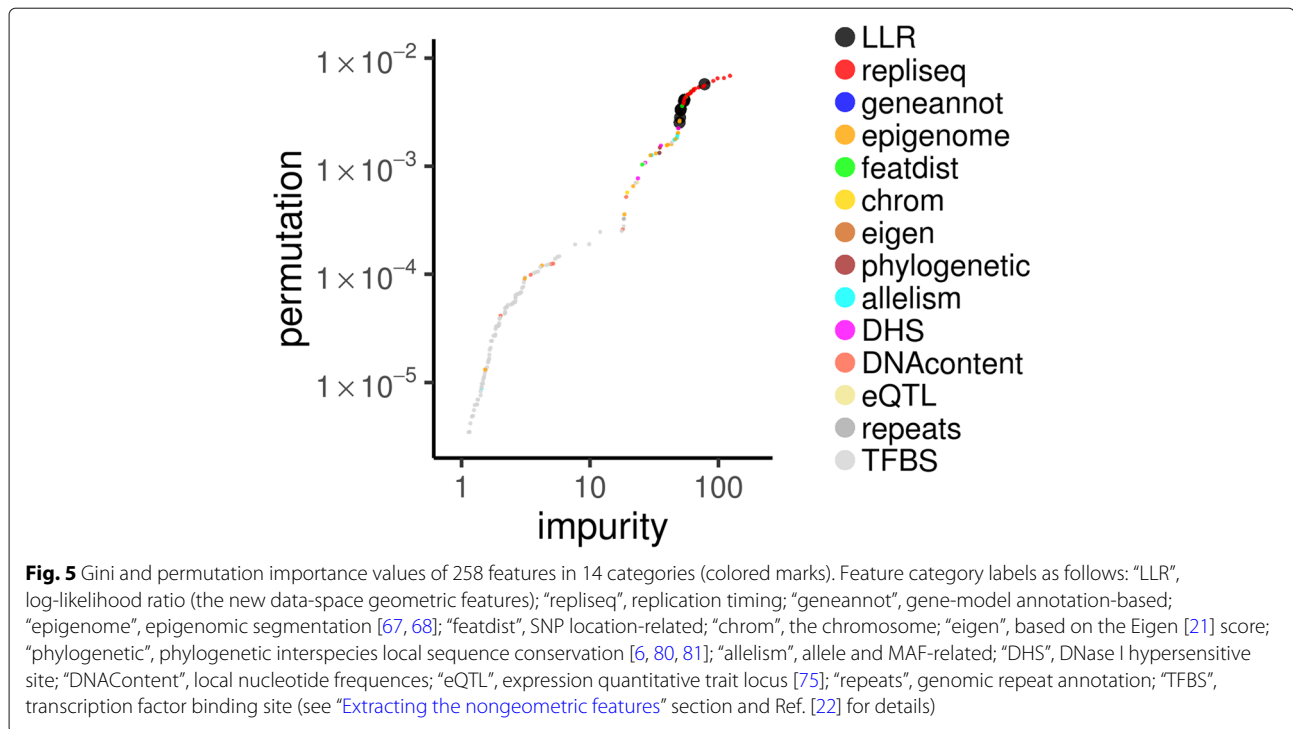 1 × 10⁻²
1 × 10⁻³
1 × 10⁻⁴
1 × 10⁻⁵
permutation
1 10 100
impurity
LLR
repliseq
geneannot
epigenome
featdist
chrom
eigen
phylogenetic
allelism
DHS
DNAcontent
eQTL
repeats
TFBS
Fig. 5 Gini and permutation importance values of 258 features in 14 categories (colored marks). Feature category labels as follows: “LLR”,
log-likelihood ratio (the new data-space geometric features); “repliseq”, replication timing; “geneannot”, gene-model annotation-based;
“epigenome”, epigenomic segmentation [67, 68]; “featdist”, SNP location-related; “chrom”, the chromosome; “eigen”, based on the Eigen [21] score;
“phylogenetic”, phylogenetic interspecies local sequence conservation [6, 80, 81]; “allelism”, allele and MAF-related; “DHS”, DNase I hypersensitive
site; “DNAContent”, local nucleotide frequences; “eQTL”, expression quantitative trait locus [75]; “repeats”, genomic repeat annotation; “TFBS”,
transcription factor binding site (see “Extracting the nongeometric features” section and Ref. [22] for details)